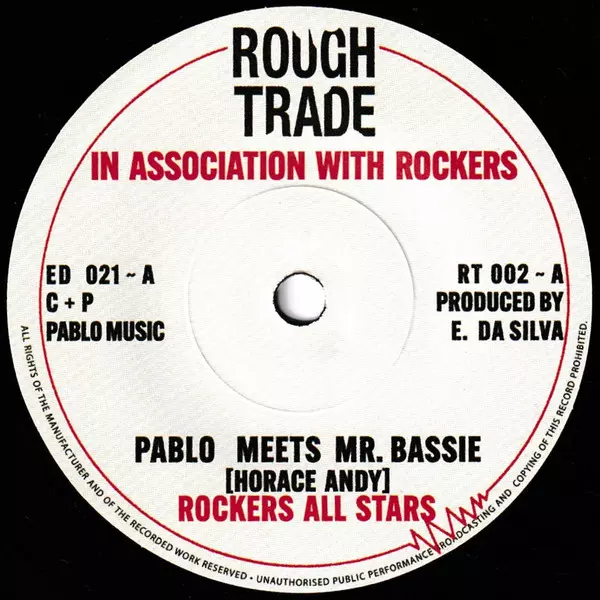 ROUGH
TRADE
IN ASSOCIATION WITH ROCKERS
ED 021 ~ A
C + P
PABLO MUSIC
RT 002 ~ A
PRODUCED BY
E. DA SILVA
PABLO MEETS MR. BASSIE
[HORACE ANDY]
ROCKERS ALL STARS
ALL RIGHTS OF THE MANUFACTURER AND OF THE RECORDED WORK RESERVED • UNAUTHORISED PUBLIC PERFORMANCE BROADCASTING AND COPYING OF THIS RECORD PROHIBITED.